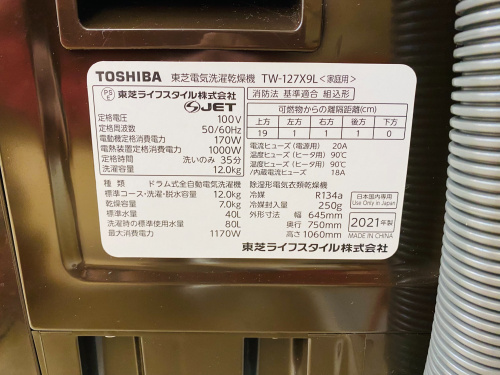 TOSHIBA 東芝電気洗濯乾燥機 TW-127X9L<家庭用>
PS E 東芝ライフスタイル株式会社
S JET
定格電圧 100V
定格周波数 50/60Hz
電動機定格消費電力 170W
電熱装置定格消費電力 1000W
定格時間 洗いのみ 35分
洗濯容量 12.0kg
消防法 基準適合 組込形
可燃物からの離隔距離(cm)
上方 左方 右方 前方 後方 下方
19 1 1 1 0
電流ヒューズ(電源用) 20A
温度ヒューズ(ヒータ用) 90℃
温度ヒューズ(ヒータ用) 90℃
/内蔵電流ヒューズ 18A
種類 ドラム式全自動電気洗濯機
標準コース・洗濯・脱水容量 12.0kg
乾燥容量 7.0kg
標準水量 40L
洗濯時の標準使用水量 80L
最大消費電力 1170W
除湿形電気衣類乾燥機
冷媒 R134a
冷媒封入量 250g
外形寸法 幅 645mm
奥行 750mm
高さ 1060mm
日本国内専用
Use Only in Japan
2021年製
MADE IN CHINA
東芝ライフスタイル株式会社